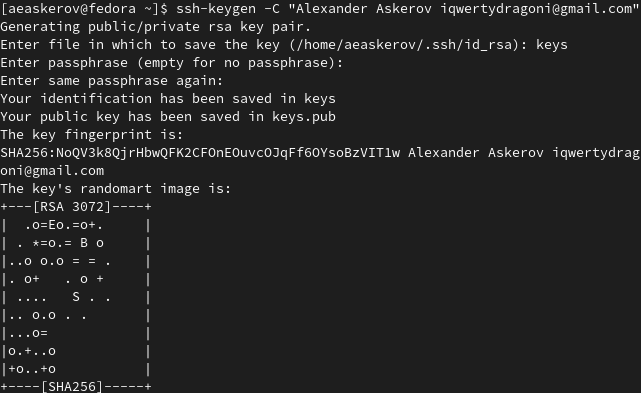 [aeaskerov@fedora ~]$ ssh-keygen -C "Alexander Askerov iqwertydragoni@gmail.com"
Generating public/private rsa key pair.
Enter file in which to save the key (/home/aeaskerov/.ssh/id_rsa): keys
Enter passphrase (empty for no passphrase):
Enter same passphrase again:
Your identification has been saved in keys
Your public key has been saved in keys.pub
The key fingerprint is:
SHA256:NoQV3k8QjrHbwQFK2CFOnEOuvcOJqFf6OYsoBzVIT1w Alexander Askerov iqwertydrag
oni@gmail.com
The key's randomart image is:
+---[RSA 3072]----+
|  .o=Eo.=o+.     |
| . *=o.= B o     |
|..o o.o = = .    |
|. o+   . o +     |
| ....   S . .    |
|.. o.o . .       |
|...o=            |
|o.+..o           |
|+o..+o           |
+----[SHA256]-----+